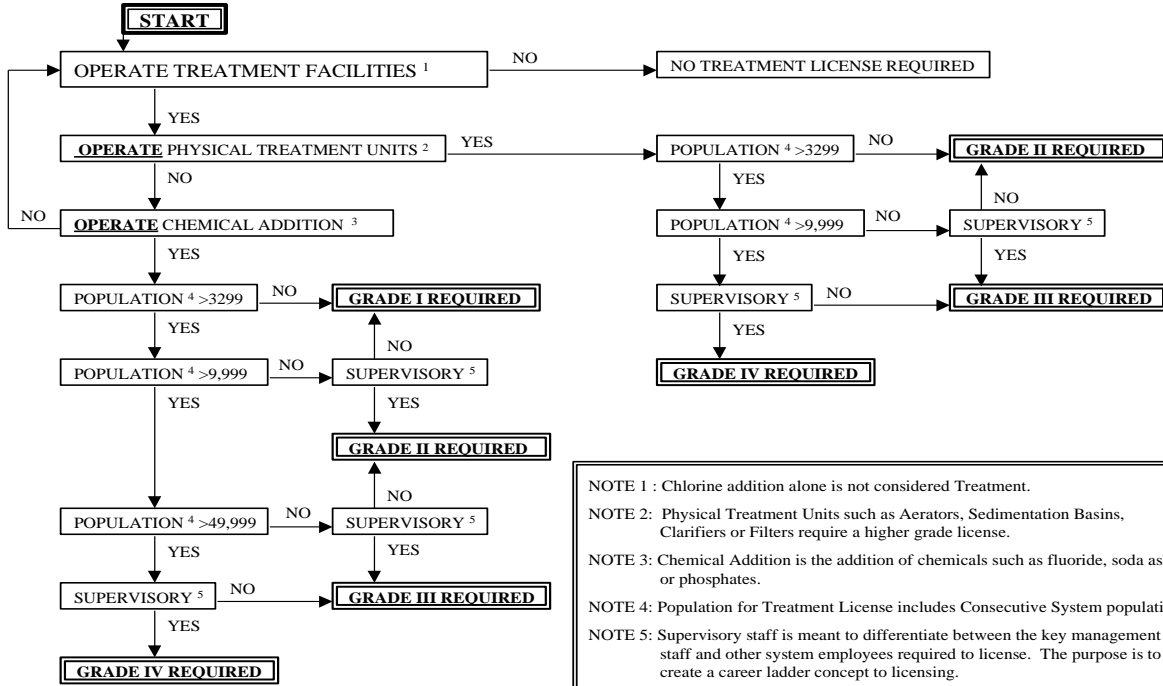 START
OPERATE TREATMENT FACILITIES 1
NO
NO TREATMENT LICENSE REQUIRED
YES
OPERATE PHYSICAL TREATMENT UNITS 2
YES
POPULATION 4 >3299
NO
GRADE II REQUIRED
NO
YES
NO
NO
OPERATE CHEMICAL ADDITION 3
POPULATION 4 >9,999
NO
SUPERVISORY 5
YES
YES
YES
POPULATION 4 >3299
NO
GRADE I REQUIRED
SUPERVISORY 5
NO
GRADE III REQUIRED
YES
NO
YES
POPULATION 4 >9,999
NO
SUPERVISORY 5
GRADE IV REQUIRED
YES
YES
GRADE II REQUIRED
NO
POPULATION 4 >49,999
NO
SUPERVISORY 5
YES
YES
SUPERVISORY 5
NO
GRADE III REQUIRED
YES
GRADE IV REQUIRED
NOTE 1 : Chlorine addition alone is not considered Treatment.
NOTE 2: Physical Treatment Units such as Aerators, Sedimentation Basins,
Clarifiers or Filters require a higher grade license.
NOTE 3: Chemical Addition is the addition of chemicals such as fluoride, soda as
or phosphates.
NOTE 4: Population for Treatment License includes Consecutive System populati
NOTE 5: Supervisory staff is meant to differentiate between the key management
staff and other system employees required to license. The purpose is to
create a career ladder concept to licensing.